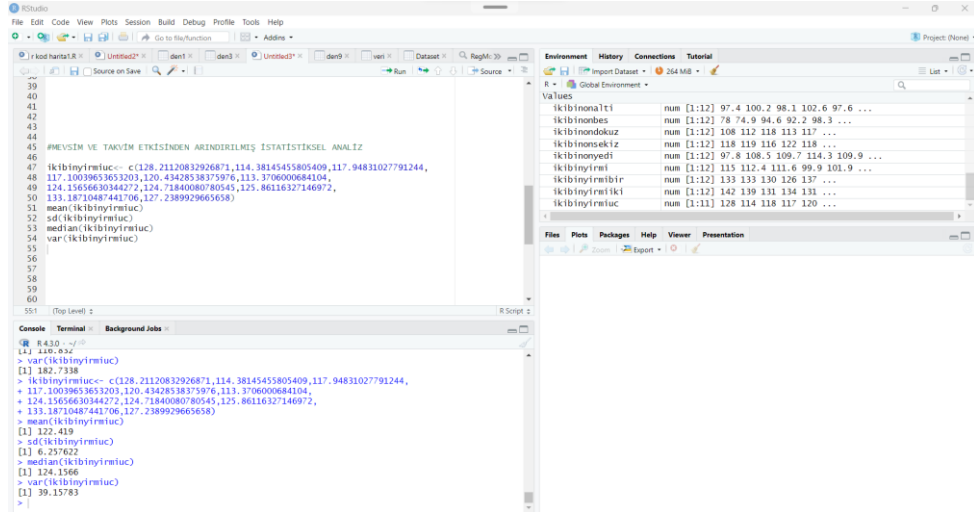 RStudio
File Edit Code View Plots Session Build Debug Profile Tools Help
Go to file/function Addins Project: (None)
r kod harita1.R Untitled2* den1 den3 Untitled3* den9 veri Dataset RegMo
Source on Save Run Source
39
40
41
42
43
44
45 #MEVSİM VE TAKVİM ETKİSİNDEN ARINDIRILMIŞ İSTATİSTİKSEL ANALİZ
46
47 ikibinyirmiuc<- c(128.21120832926871,114.38145455805409,117.94831027791244,
48 117.10039653653203,120.43428538375976,113.3706000684104,
49 124.15656630344272,124.71840080780545,125.86116327146972,
50 133.18710487441706,127.2389929665658)
51 mean(ikibinyirmiuc)
52 sd(ikibinyirmiuc)
53 median(ikibinyirmiuc)
54 var(ikibinyirmiuc)
55
56
57
58
59
60
55:1 (Top Level) R Script
Console Terminal Background Jobs
R 4.3.0 · ~/
[1] 116.832
> var(ikibinyirmiuc)
[1] 182.7338
> ikibinyirmiuc<- c(128.21120832926871,114.38145455805409,117.94831027791244,
+ 117.10039653653203,120.43428538375976,113.3706000684104,
+ 124.15656630344272,124.71840080780545,125.86116327146972,
+ 133.18710487441706,127.2389929665658)
> mean(ikibinyirmiuc)
[1] 122.419
> sd(ikibinyirmiuc)
[1] 6.257622
> median(ikibinyirmiuc)
[1] 124.1566
> var(ikibinyirmiuc)
[1] 39.15783
>
Environment History Connections Tutorial
Import Dataset 264 MiB List
R Global Environment
Values
ikibinonalti num [1:12] 97.4 100.2 98.1 102.6 97.6 ...
ikibinonbes num [1:12] 78 74.9 94.6 92.2 98.3 ...
ikibinondokuz num [1:12] 108 112 118 113 117 ...
ikibinonsekiz num [1:12] 118 119 116 122 118 ...
ikibinonyedi num [1:12] 97.8 108.5 109.7 114.3 109.9 ...
ikibinyirmi num [1:12] 115 112.4 111.6 99.9 101.9 ...
ikibinyirmibir num [1:12] 133 133 130 126 137 ...
ikibinyirmiiki num [1:12] 142 139 131 134 131 ...
ikibinyirmiuc num [1:11] 128 114 118 117 120 ...
Files Plots Packages Help Viewer Presentation
Zoom Export